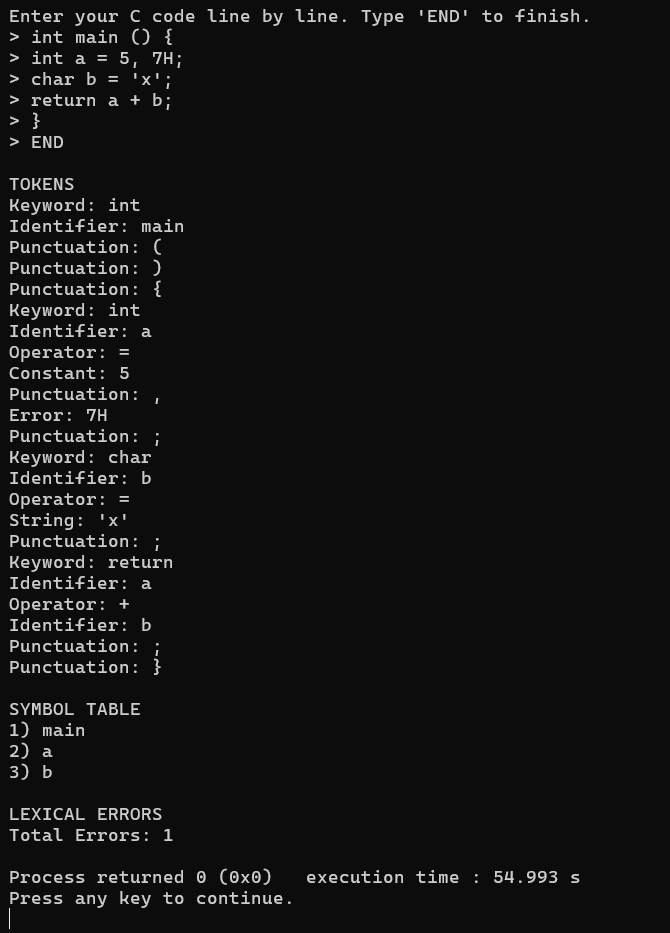 Enter your C code line by line. Type 'END' to finish.
> int main () {
> int a = 5, 7H;
> char b = 'x';
> return a + b;
> }
> END
TOKENS
Keyword: int
Identifier: main
Punctuation: (
Punctuation: )
Punctuation: {
Keyword: int
Identifier: a
Operator: =
Constant: 5
Punctuation: ,
Error: 7H
Punctuation: ;
Keyword: char
Identifier: b
Operator: =
String: 'x'
Punctuation: ;
Keyword: return
Identifier: a
Operator: +
Identifier: b
Punctuation: ;
Punctuation: }
SYMBOL TABLE
1) main
2) a
3) b
LEXICAL ERRORS
Total Errors: 1
Process returned 0 (0x0)   execution time : 54.993 s
Press any key to continue.